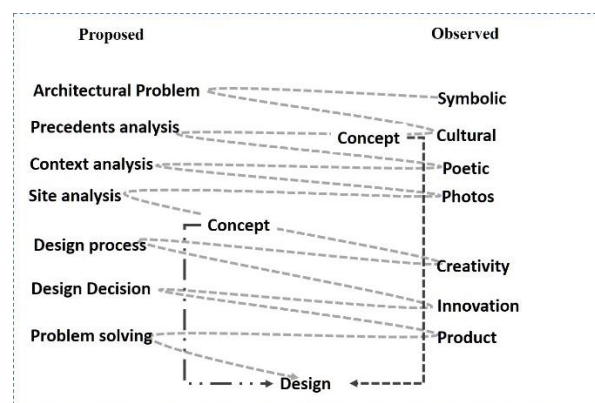 Proposed Observed
Architectural Problem
Symbolic
Precedents analysis
Concept Cultural
Context analysis
Poetic
Site analysis
Photos
Concept
Design process
Creativity
Design Decision
Innovation
Problem solving
Product
Design